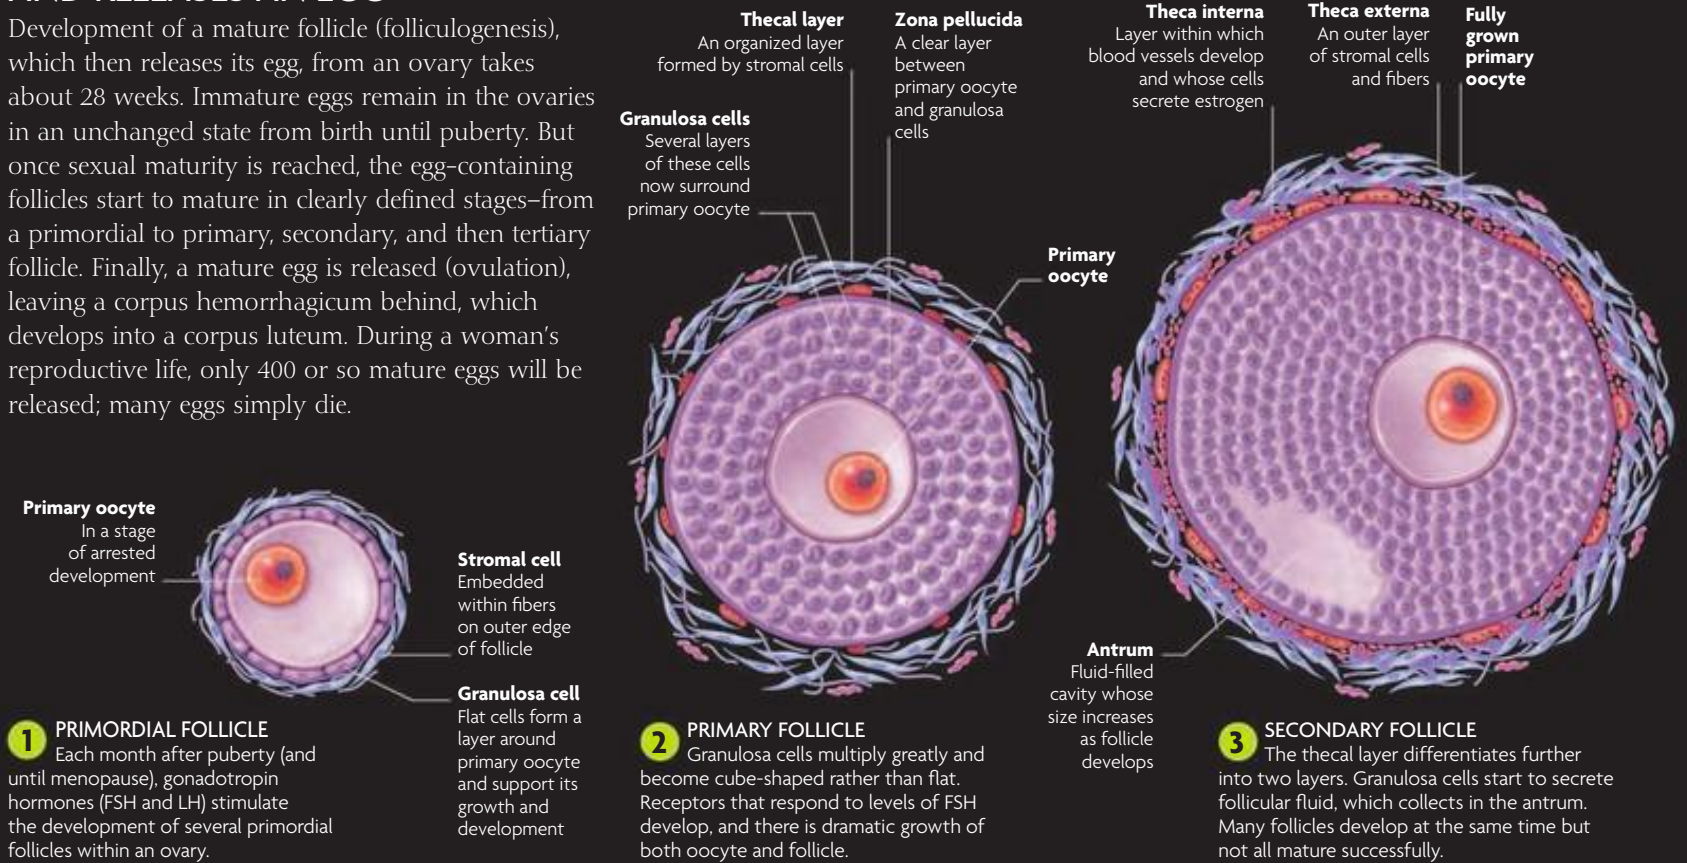 AND RELEASES AN EGG
Development of a mature follicle (folliculogenesis),
which then releases its egg, from an ovary takes
about 28 weeks. Immature eggs remain in the ovaries
in an unchanged state from birth until puberty. But
once sexual maturity is reached, the egg-containing
follicles start to mature in clearly defined stages–from
a primordial to primary, secondary, and then tertiary
follicle. Finally, a mature egg is released (ovulation),
leaving a corpus hemorrhagicum behind, which
develops into a corpus luteum. During a woman's
reproductive life, only 400 or so mature eggs will be
released; many eggs simply die.
Primary oocyte
In a stage
of arrested
development
Stromal cell
Embedded
within fibers
on outer edge
of follicle
Granulosa cell
Flat cells form a
layer around
primary oocyte
and support its
growth and
development
1 PRIMORDIAL FOLLICLE
Each month after puberty (and
until menopause), gonadotropin
hormones (FSH and LH) stimulate
the development of several primordial
follicles within an ovary.
Thecal layer
An organized layer
formed by stromal cells
Zona pellucida
A clear layer
between
primary oocyte
and granulosa
cells
Granulosa cells
Several layers
of these cells
now surround
primary oocyte
Primary
oocyte
2 PRIMARY FOLLICLE
Granulosa cells multiply greatly and
become cube-shaped rather than flat.
Receptors that respond to levels of FSH
develop, and there is dramatic growth of
both oocyte and follicle.
Theca interna
Layer within which
blood vessels develop
and whose cells
secrete estrogen
Theca externa
An outer layer
of stromal cells
and fibers
Fully
grown
primary
oocyte
Antrum
Fluid-filled
cavity whose
size increases
as follicle
develops
3 SECONDARY FOLLICLE
The thecal layer differentiates further
into two layers. Granulosa cells start to secrete
follicular fluid, which collects in the antrum.
Many follicles develop at the same time but
not all mature successfully.